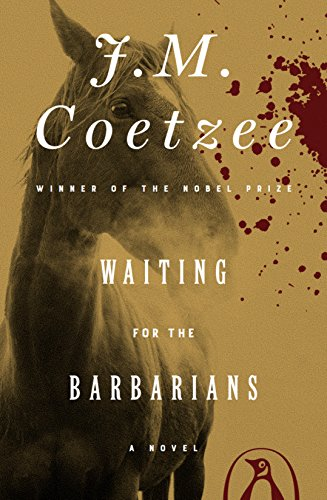 J.M.
Coetzee
WINNER OF THE NOBEL PRIZE
WAITING
FOR THE
BARBARIANS
A NOVEL